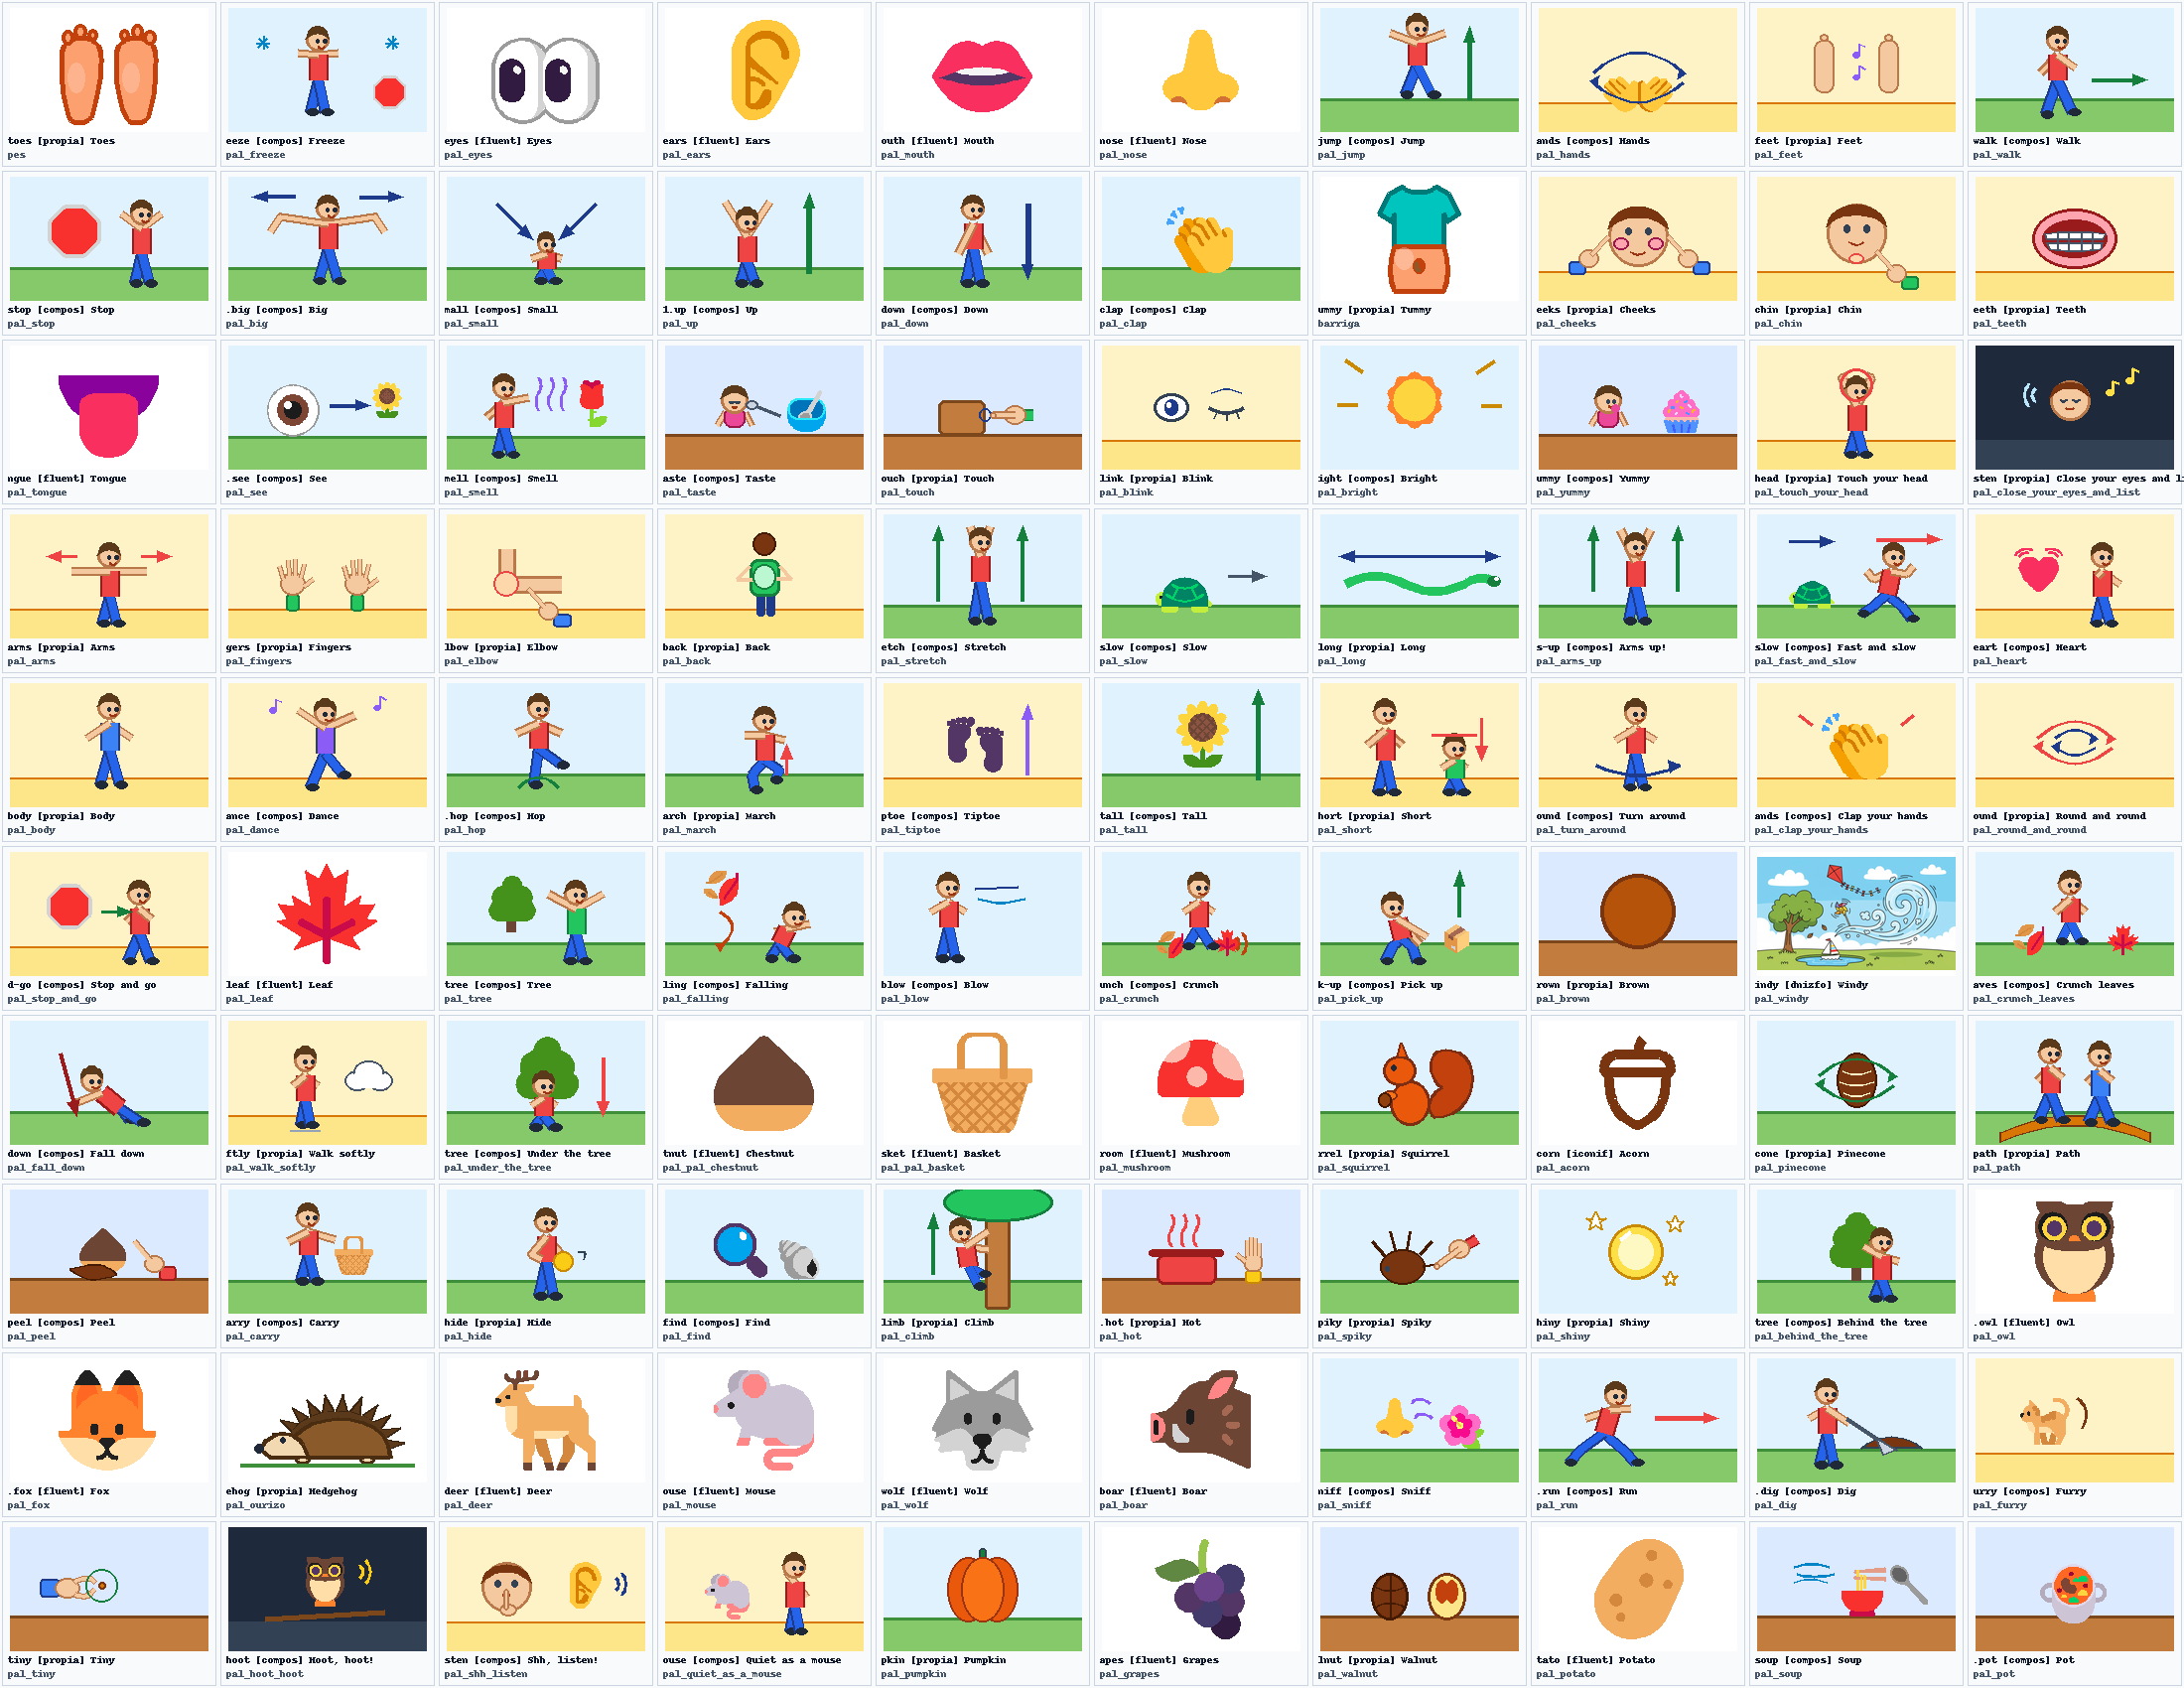 toes [propia] Toes
pes
eeze [compos] Freeze
pal_freeze
eyes [fluent] Eyes
pal_eyes
ears [fluent] Ears
pal_ears
outh [fluent] Mouth
pal_mouth
nose [fluent] Nose
pal_nose
jump [compos] Jump
pal_jump
ands [compos] Hands
pal_hands
feet [propia] Feet
pal_feet
walk [compos] Walk
pal_walk
stop [compos] Stop
pal_stop
.big [compos] Big
pal_big
mall [compos] Small
pal_small
1.up [compos] Up
pal_up
down [compos] Down
pal_down
clap [compos] Clap
pal_clap
ummy [propia] Tummy
barriga
eeks [propia] Cheeks
pal_cheeks
chin [propia] Chin
pal_chin
eeth [propia] Teeth
pal_teeth
ngue [fluent] Tongue
pal_tongue
.see [compos] See
pal_see
mell [compos] Smell
pal_smell
aste [compos] Taste
pal_taste
ouch [propia] Touch
pal_touch
link [propia] Blink
pal_blink
ight [compos] Bright
pal_bright
ummy [compos] Yummy
pal_yummy
head [propia] Touch your head
pal_touch_your_head
sten [propia] Close your eyes and li
pal_close_your_eyes_and_list
arms [propia] Arms
pal_arms
gers [propia] Fingers
pal_fingers
lbow [propia] Elbow
pal_elbow
back [propia] Back
pal_back
etch [compos] Stretch
pal_stretch
slow [compos] Slow
pal_slow
long [propia] Long
pal_long
s-up [compos] Arms up!
pal_arms_up
slow [compos] Fast and slow
pal_fast_and_slow
eart [compos] Heart
pal_heart
body [propia] Body
pal_body
ance [compos] Dance
pal_dance
.hop [compos] Hop
pal_hop
arch [propia] March
pal_march
ptoe [compos] Tiptoe
pal_tiptoe
tall [compos] Tall
pal_tall
hort [propia] Short
pal_short
ound [compos] Turn around
pal_turn_around
ands [compos] Clap your hands
pal_clap_your_hands
ound [propia] Round and round
pal_round_and_round
d-go [compos] Stop and go
pal_stop_and_go
leaf [fluent] Leaf
pal_leaf
tree [compos] Tree
pal_tree
ling [compos] Falling
pal_falling
blow [compos] Blow
pal_blow
unch [compos] Crunch
pal_crunch
k-up [compos] Pick up
pal_pick_up
rown [propia] Brown
pal_brown
indy [dnizfo] Windy
pal_windy
aves [compos] Crunch leaves
pal_crunch_leaves
down [compos] Fall down
pal_fall_down
ftly [propia] Walk softly
pal_walk_softly
tree [compos] Under the tree
pal_under_the_tree
tnut [fluent] Chestnut
pal_pal_chestnut
sket [fluent] Basket
pal_pal_basket
room [fluent] Mushroom
pal_mushroom
rrel [propia] Squirrel
pal_squirrel
corn [iconif] Acorn
pal_acorn
cone [propia] Pinecone
pal_pinecone
path [propia] Path
pal_path
peel [compos] Peel
pal_peel
arry [compos] Carry
pal_carry
hide [propia] Hide
pal_hide
find [compos] Find
pal_find
limb [propia] Climb
pal_climb
.hot [propia] Hot
pal_hot
piky [propia] Spiky
pal_spiky
hiny [propia] Shiny
pal_shiny
tree [compos] Behind the tree
pal_behind_the_tree
.owl [fluent] Owl
pal_owl
.fox [fluent] Fox
pal_fox
ehog [propia] Hedgehog
pal_ourizo
deer [fluent] Deer
pal_deer
ouse [fluent] Mouse
pal_mouse
wolf [fluent] Wolf
pal_wolf
boar [fluent] Boar
pal_boar
niff [compos] Sniff
pal_sniff
.run [compos] Run
pal_run
.dig [compos] Dig
pal_dig
urry [compos] Furry
pal_furry
tiny [propia] Tiny
pal_tiny
hoot [compos] Hoot, hoot!
pal_hoot_hoot
sten [compos] Shh, listen!
pal_shh_listen
ouse [compos] Quiet as a mouse
pal_quiet_as_a_mouse
pkin [propia] Pumpkin
pal_pumpkin
apes [fluent] Grapes
pal_grapes
lnut [propia] Walnut
pal_walnut
tato [fluent] Potato
pal_potato
soup [compos] Soup
pal_soup
.pot [compos] Pot
pal_pot